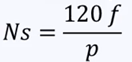 Ns = 120 f / p